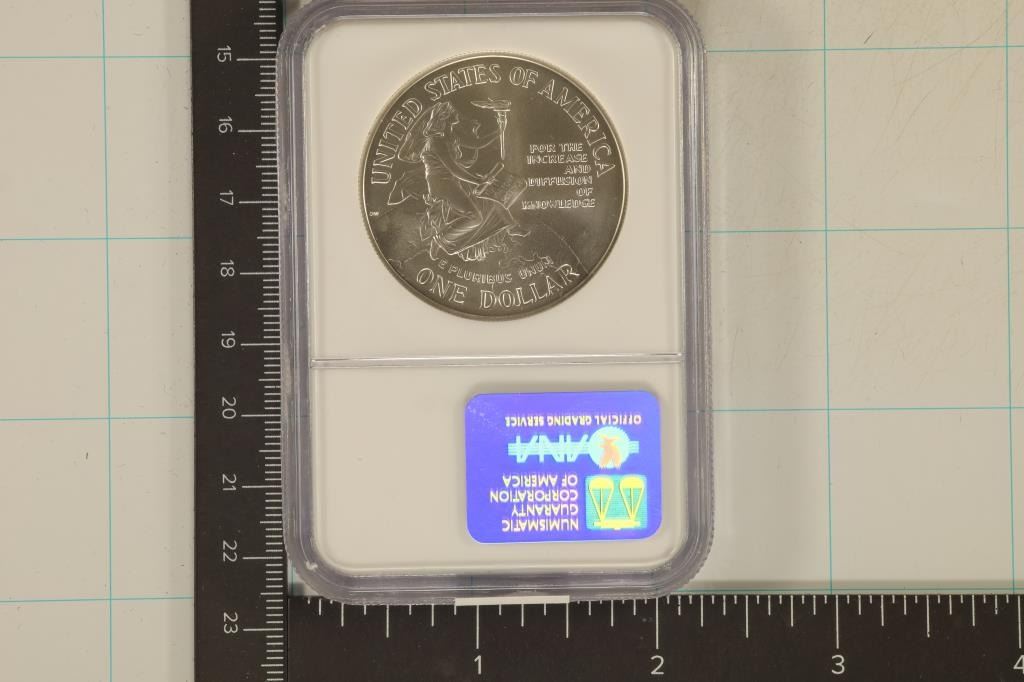 UNITED STATES OF AMERICA
FOR THE
INCREASE
AND
DIFFUSION
OF
KNOWLEDGE
E PLURIBUS UNUM
ONE DOLLAR
NUMISMATIC
GUARANTY
CORPORATION
OF AMERICA
ANA
OFFICIAL GRADING SERVICE
15
16
17
18
19
20
21
22
23
1
2
3
4